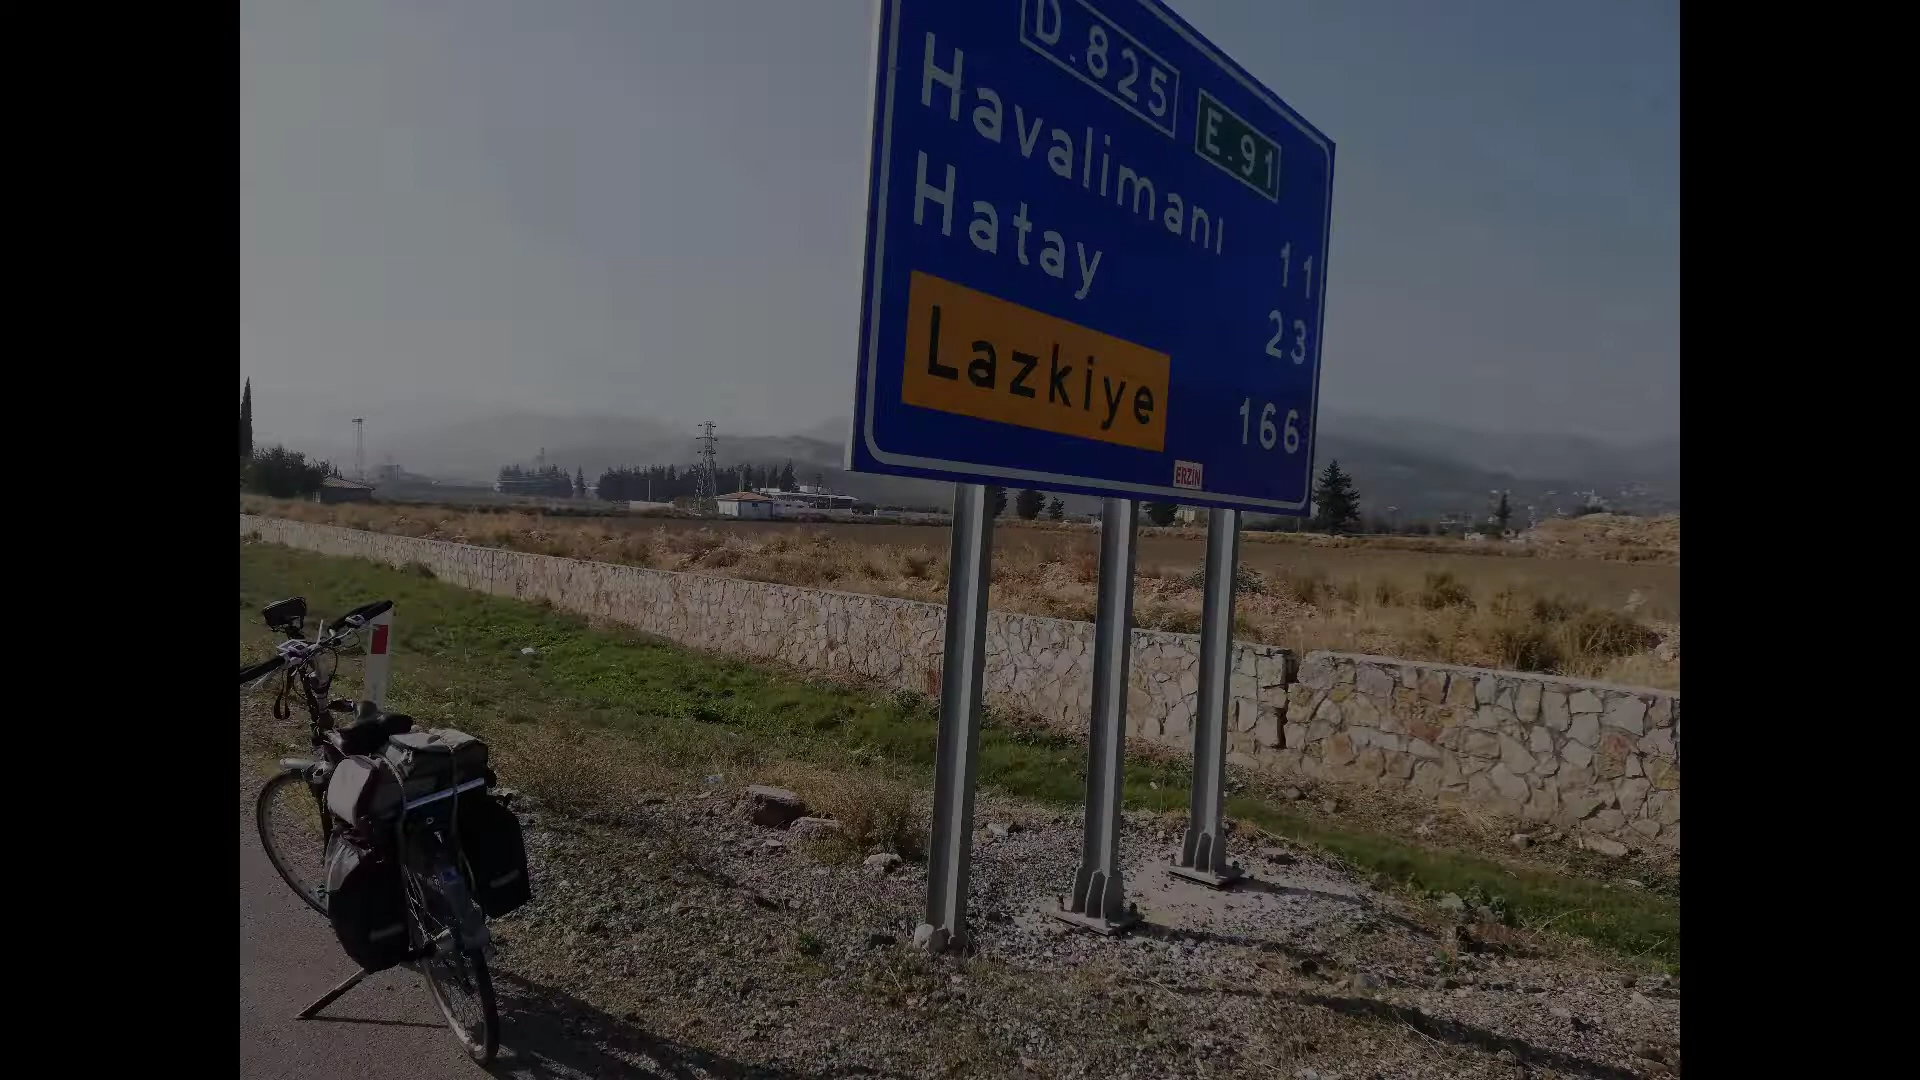 D.825 E.91
Havalimanı 11
Hatay 23
Lazkiye 166
ERZİN